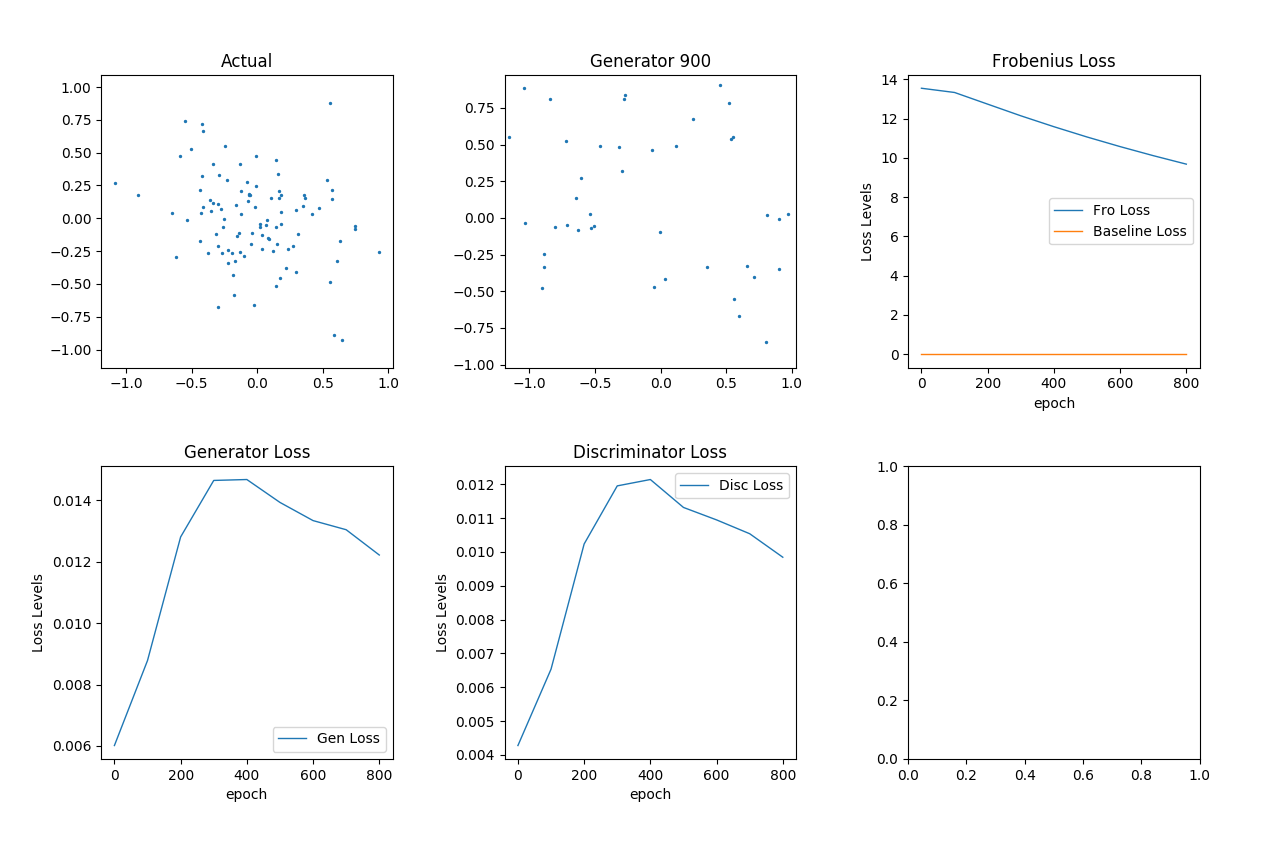 Actual
1.00
0.75
0.50
0.25
0.00
−0.25
−0.50
−0.75
−1.00
−1.0 −0.5 0.0 0.5 1.0
Generator 900
0.75
0.50
0.25
0.00
−0.25
−0.50
−0.75
−1.00
−1.0 −0.5 0.0 0.5 1.0
Frobenius Loss
Loss Levels
14
12
10
8
6
4
2
0
Fro Loss
Baseline Loss
0 200 400 600 800
epoch
Generator Loss
Loss Levels
0.014
0.012
0.010
0.008
0.006
Gen Loss
0 200 400 600 800
epoch
Discriminator Loss
Loss Levels
Disc Loss
0.012
0.011
0.010
0.009
0.008
0.007
0.006
0.005
0.004
0 200 400 600 800
epoch
1.0
0.8
0.6
0.4
0.2
0.0
0.0 0.2 0.4 0.6 0.8 1.0